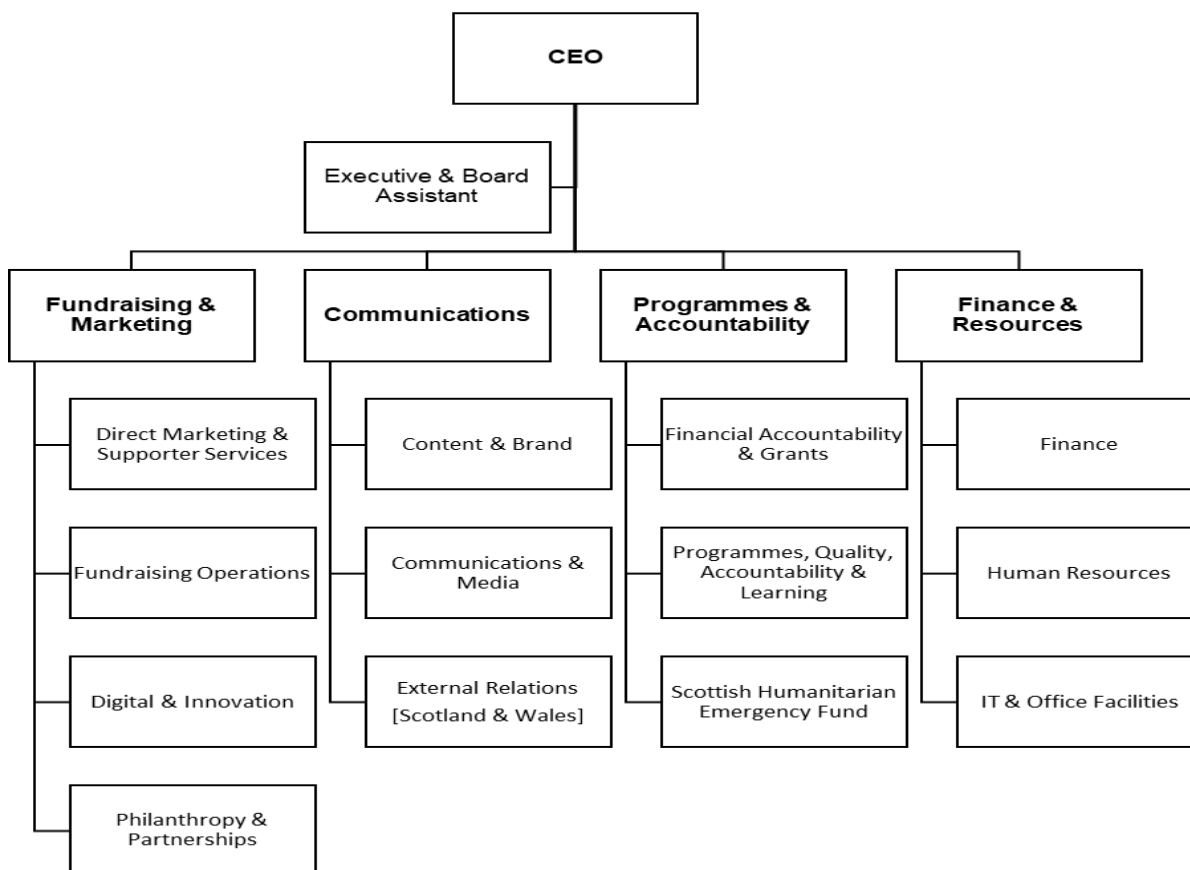 CEO
Executive & Board
Assistant
Fundraising &
Marketing
Communications
Programmes &
Accountability
Finance &
Resources
Direct Marketing &
Supporter Services
Content & Brand
Financial Accountability
& Grants
Finance
Fundraising Operations
Communications &
Media
Programmes, Quality,
Accountability &
Learning
Human Resources
Digital & Innovation
External Relations
[Scotland & Wales]
Scottish Humanitarian
Emergency Fund
IT & Office Facilities
Philanthropy &
Partnerships